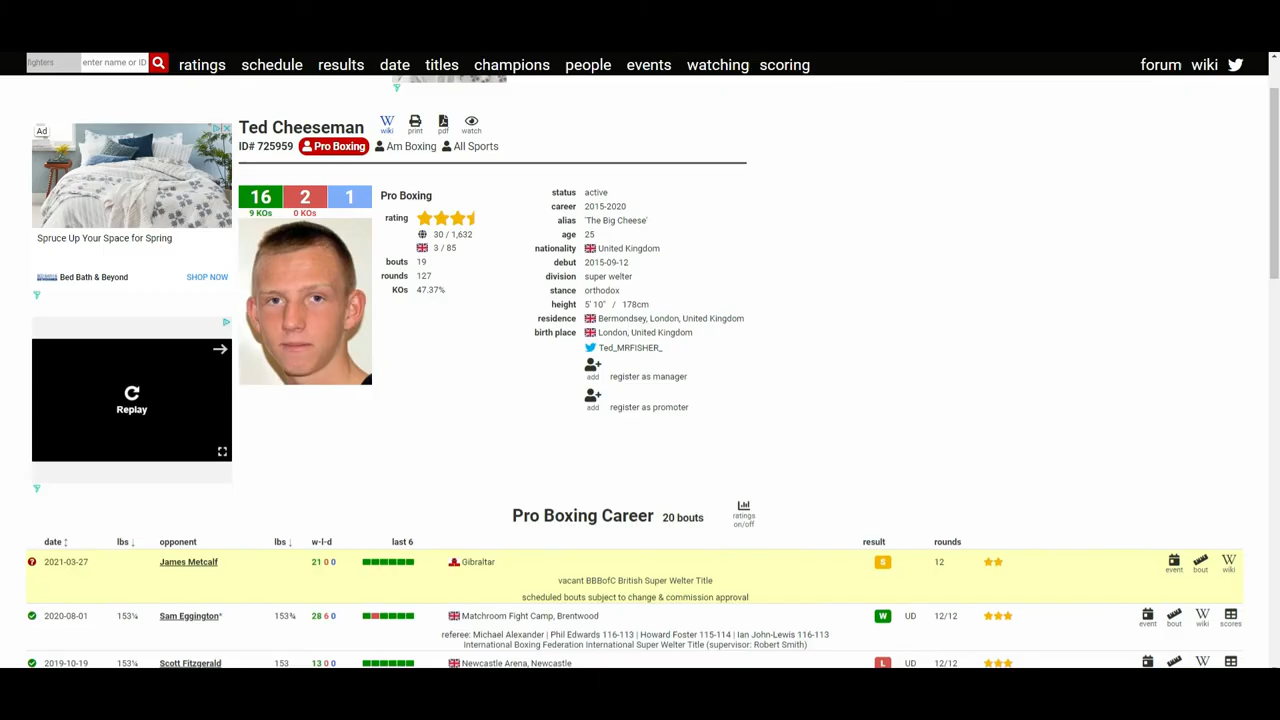 fighters enter name or ID ratings schedule results date titles champions people events watching scoring forum wiki
Ad
Ted Cheeseman
wiki print pdf watch
ID# 725959 Pro Boxing Am Boxing All Sports
16 2 1
9 KOs 0 KOs
Pro Boxing
rating
30 / 1,632
3 / 85
bouts 19
rounds 127
KOs 47.37%
status active
career 2015-2020
alias 'The Big Cheese'
age 25
nationality United Kingdom
debut 2015-09-12
division super welter
stance orthodox
height 5' 10" / 178cm
residence Bermondsey, London, United Kingdom
birth place London, United Kingdom
Ted_MRFISHER_
add register as manager
add register as promoter
Spruce Up Your Space for Spring
Bed Bath & Beyond SHOP NOW
Replay
Pro Boxing Career 20 bouts
ratings
on/off
date lbs opponent lbs w-l-d last 6 result rounds
2021-03-27 James Metcalf 21 0 0 Gibraltar S 12
event bout wiki
vacant BBBofC British Super Welter Title
scheduled bouts subject to change & commission approval
2020-08-01 153¾ Sam Eggington* 153¾ 28 6 0 Matchroom Fight Camp, Brentwood W UD 12/12
event bout wiki scores
referee: Michael Alexander | Phil Edwards 116-113 | Howard Foster 115-114 | Ian John-Lewis 116-113
International Boxing Federation International Super Welter Title (supervisor: Robert Smith)
2019-10-19 153¼ Scott Fitzgerald 153 13 0 0 Newcastle Arena, Newcastle L UD 12/12